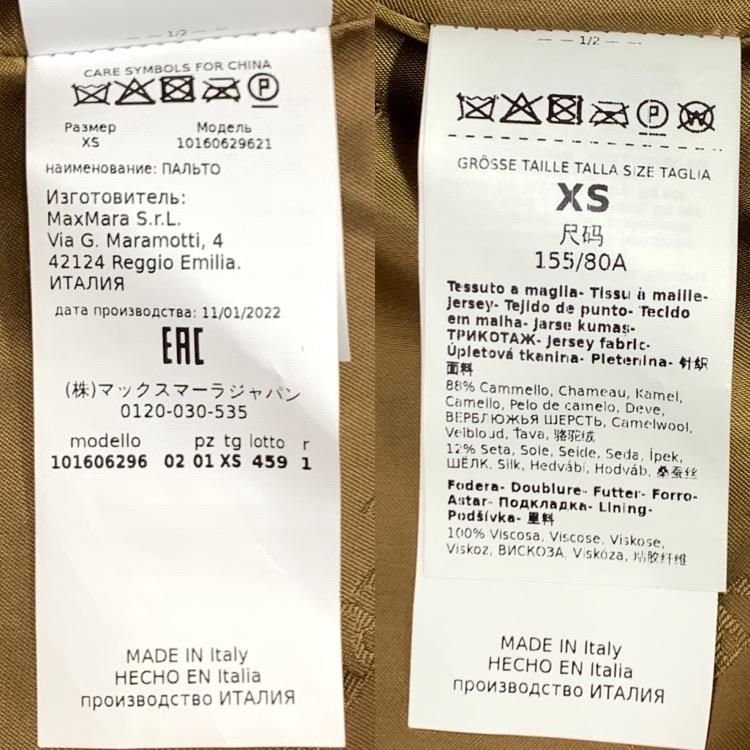 1/2
CARE SYMBOLS FOR CHINA
P
Размер Модель
XS 10160629621
наименование: ПАЛЬТО
Изготовитель:
MaxMara S.r.L.
Via G. Maramotti, 4
42124 Reggio Emilia.
ИТАЛИЯ
дата производства: 11/01/2022
EAC
(株)マックスマーラジャパン
0120-030-535
modello pz tg lotto r
101606296 02 01 XS 459 1
MADE IN Italy
HECHO EN Italia
производство ИТАЛИЯ
1/2
P W
GRÖSSE TAILLE TALLA SIZE TAGLIA
XS
尺码
155/80A
Tessuto a maglia- Tissu à maille-
Jersey- Tejido de punto- Tecido
em malha- Jarse kumaş-
ТРИКОТАЖ- Jersey fabric-
Úpletová tkanina- Pletenina- 针织
面料
88% Cammello, Chameau, Kamel,
Camello, Pelo de camelo, Deve,
ВЕРБЛЮЖЬЯ ШЕРСТЬ, Camelwool,
Velbloud, Ťava, 骆驼绒
12% Seta, Soie, Seide, Seda, İpek,
ШЁЛК, Silk, Hedvábí, Hodváb, 桑蚕丝
Fodera- Doublure- Futter- Forro-
Astar- Подкладка- Lining-
Podšívka- 里料
100% Viscosa, Viscose, Viskose,
Viskoz, ВИСКОЗА, Viskóza, 粘胶纤维
MADE IN Italy
HECHO EN Italia
производство ИТАЛИЯ